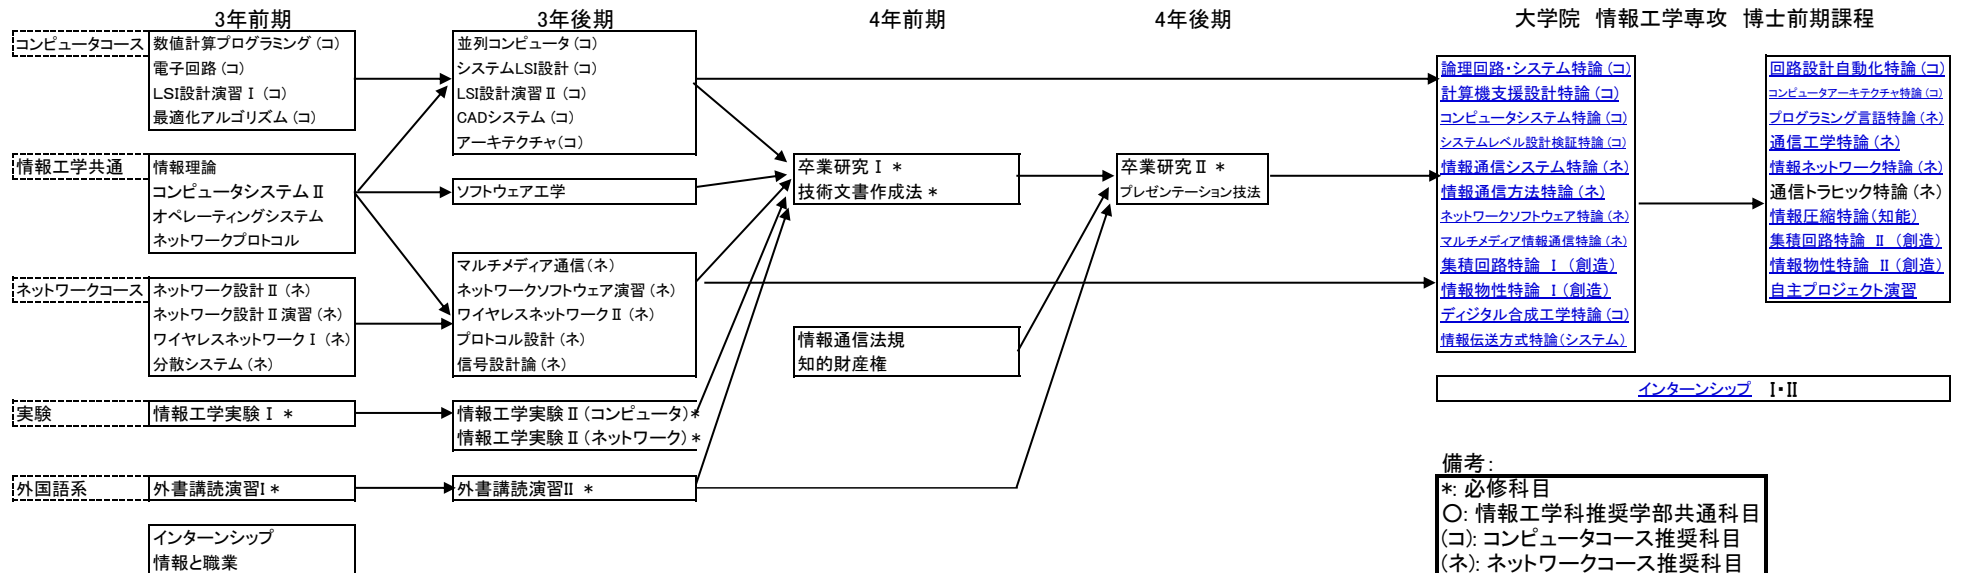 3年前期
3年後期
4年前期
4年後期
大学院 情報工学専攻 博士前期課程
コンピュータコース
数値計算プログラミング (コ)
電子回路 (コ)
LSI設計演習Ⅰ (コ)
最適化アルゴリズム (コ)
並列コンピュータ (コ)
システムLSI設計 (コ)
LSI設計演習Ⅱ (コ)
CADシステム (コ)
アーキテクチャ(コ)
情報工学共通
情報理論
コンピュータシステムⅡ
オペレーティングシステム
ネットワークプロトコル
ソフトウェア工学
卒業研究Ⅰ *
技術文書作成法 *
卒業研究Ⅱ *
プレゼンテーション技法
ネットワークコース
ネットワーク設計Ⅱ (ネ)
ネットワーク設計Ⅱ演習 (ネ)
ワイヤレスネットワークⅠ (ネ)
分散システム (ネ)
マルチメディア通信(ネ)
ネットワークソフトウェア演習 (ネ)
ワイヤレスネットワークⅡ (ネ)
プロトコル設計 (ネ)
信号設計論 (ネ)
情報通信法規
知的財産権
実験
情報工学実験Ⅰ *
情報工学実験Ⅱ(コンピュータ)*
情報工学実験Ⅱ(ネットワーク)*
外国語系
外書講読演習I *
外書講読演習II *
インターンシップ
情報と職業
論理回路・システム特論 (コ)
計算機支援設計特論 (コ)
コンピュータシステム特論 (コ)
システムレベル設計検証特論 (コ)
情報通信システム特論 (ネ)
情報通信方法特論 (ネ)
ネットワークソフトウェア特論 (ネ)
マルチメディア情報通信特論 (ネ)
集積回路特論 Ⅰ (創造)
情報物性特論 Ⅰ (創造)
ディジタル合成工学特論 (コ)
情報伝送方式特論(システム)
回路設計自動化特論 (コ)
コンピュータアーキテクチャ特論 (コ)
プログラミング言語特論 (ネ)
通信工学特論 (ネ)
情報ネットワーク特論 (ネ)
通信トラヒック特論 (ネ)
情報圧縮特論(知能)
集積回路特論 Ⅱ (創造)
情報物性特論 Ⅱ (創造)
自主プロジェクト演習
インターンシップ Ⅰ・Ⅱ
備考:
*: 必修科目
○: 情報工学科推奨学部共通科目
(コ): コンピュータコース推奨科目
(ネ): ネットワークコース推奨科目